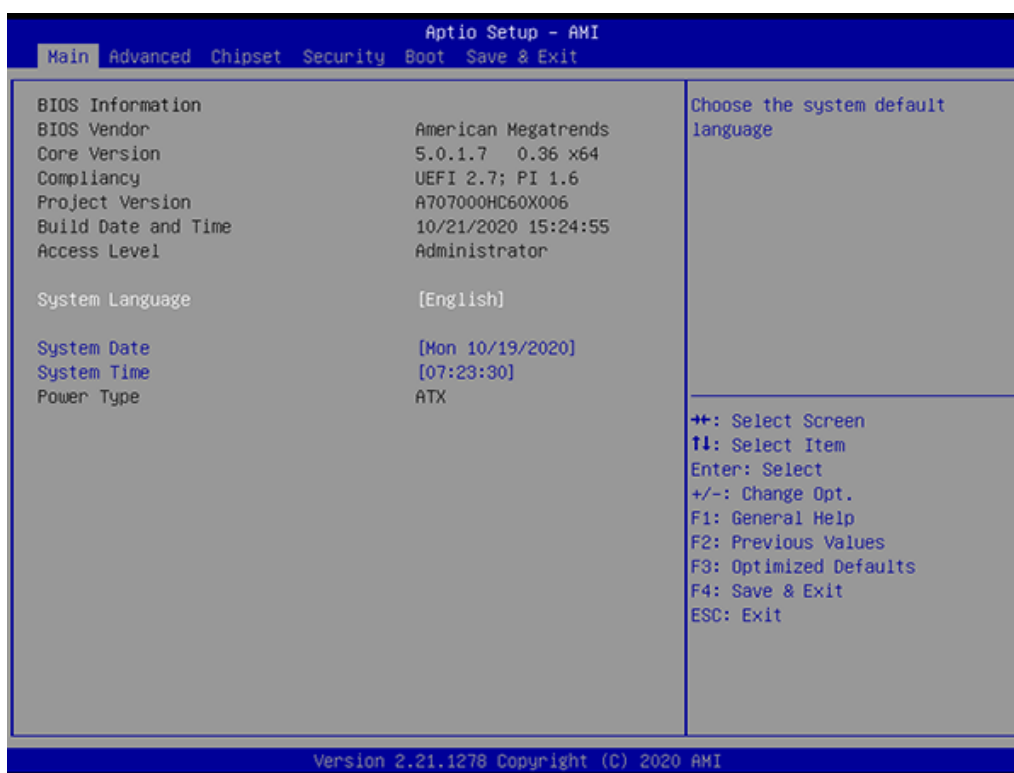 Aptio Setup - AMI
Main Advanced Chipset Security Boot Save & Exit
BIOS Information
BIOS Vendor American Megatrends
Core Version 5.0.1.7 0.36 x64
Compliancy UEFI 2.7; PI 1.6
Project Version A707000HC60X006
Build Date and Time 10/21/2020 15:24:55
Access Level Administrator
System Language [English]
System Date [Mon 10/19/2020]
System Time [07:23:30]
Power Type ATX
Choose the system default
language
→←: Select Screen
↑↓: Select Item
Enter: Select
+/-: Change Opt.
F1: General Help
F2: Previous Values
F3: Optimized Defaults
F4: Save & Exit
ESC: Exit
Version 2.21.1278 Copyright (C) 2020 AMI